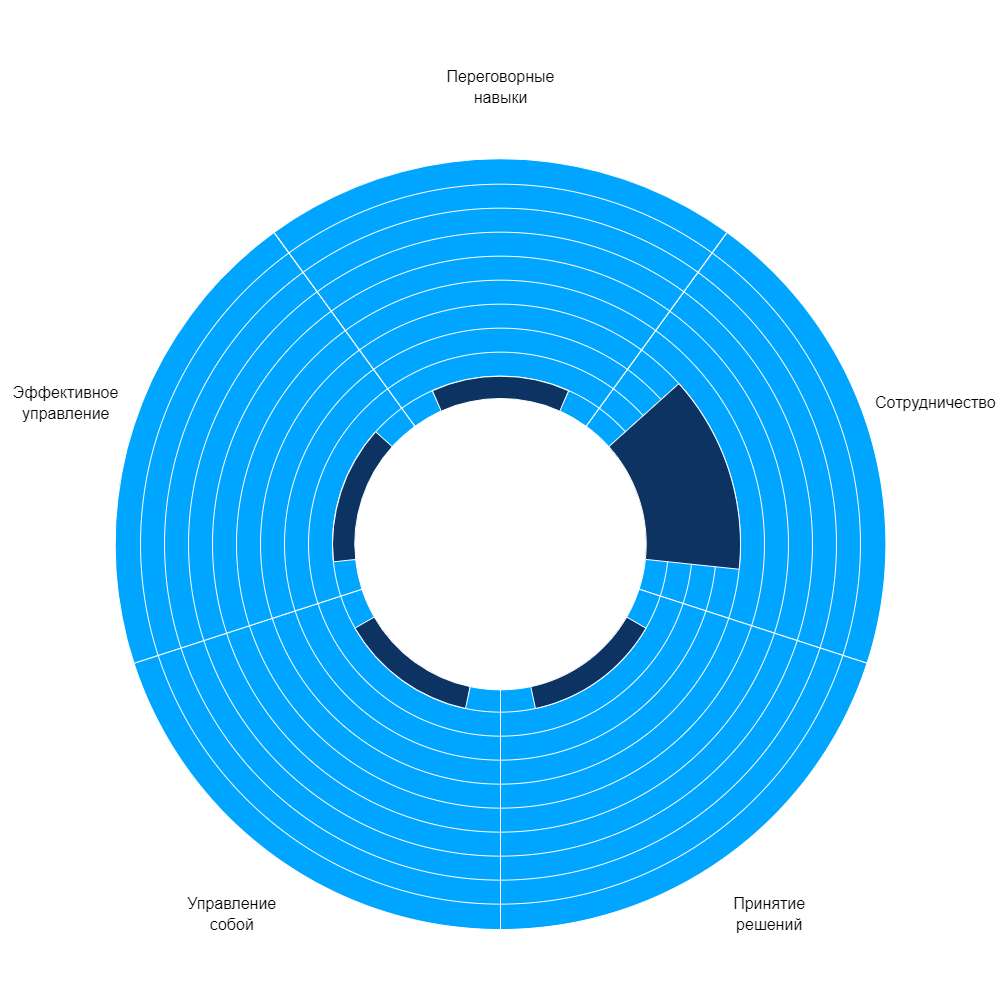 Переговорные
навыки
Эффективное
управление
Сотрудничество
Управление
собой
Принятие
решений